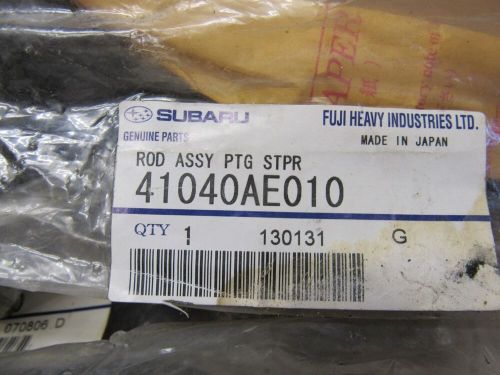 APER
SUBARU
FUJI HEAVY INDUSTRIES LTD.
GENUINE PARTS
MADE IN JAPAN
ROD ASSY PTG STPR
41040AE010
QTY 1 130131 G
070806 D